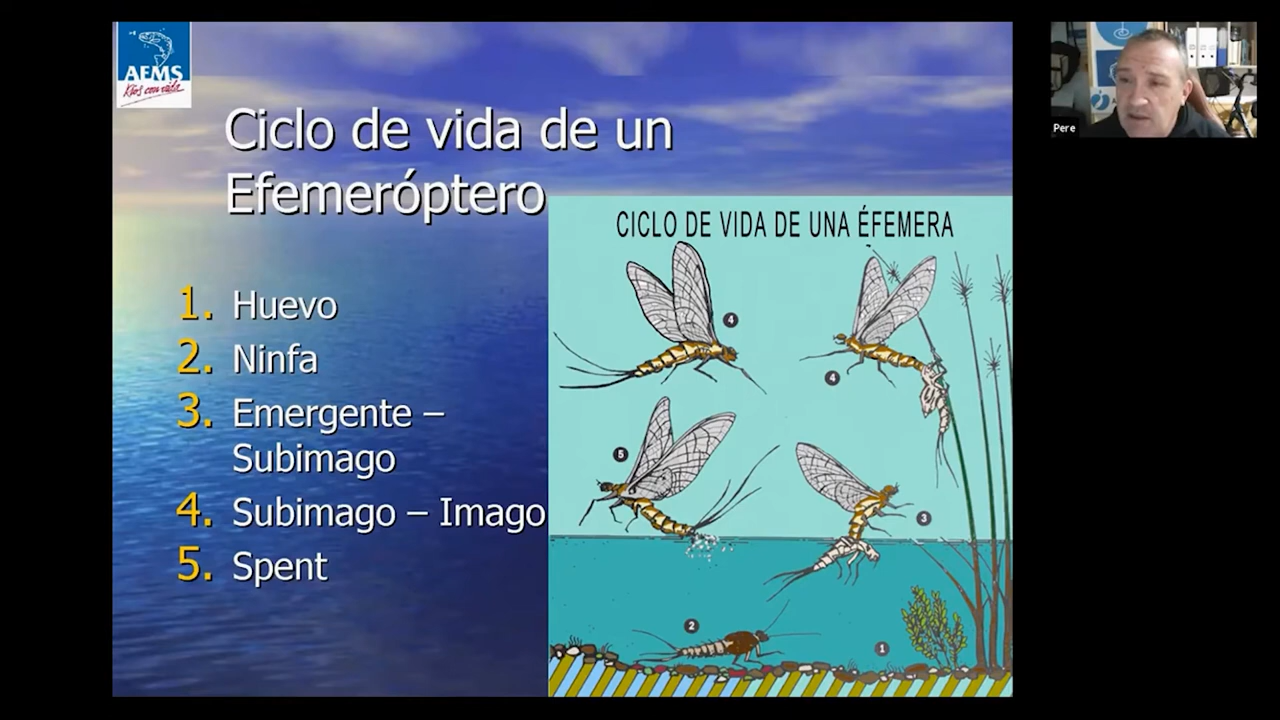 AEMS
Ríos con vida
Ciclo de vida de un
Efemeróptero
1. Huevo
2. Ninfa
3. Emergente –
Subimago
4. Subimago – Imago
5. Spent
CICLO DE VIDA DE UNA ÉFEMERA
4
4
5
3
2
1
Pere